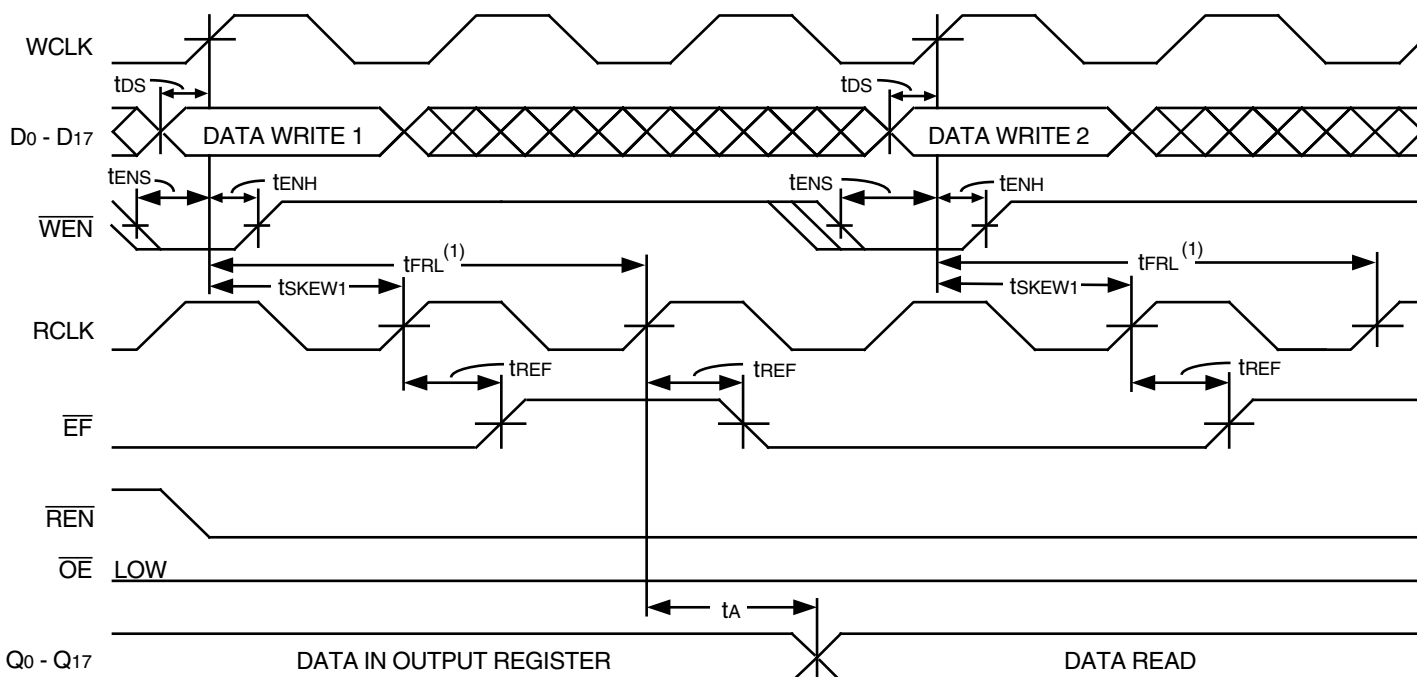 WCLK
tDS tDS
D0 - D17 DATA WRITE 1 DATA WRITE 2
tENS tENH tENS tENH
WEN
tFRL(1) tFRL(1)
tSKEW1 tSKEW1
RCLK
tREF tREF tREF
EF
REN
OE LOW
tA
Q0 - Q17 DATA IN OUTPUT REGISTER DATA READ